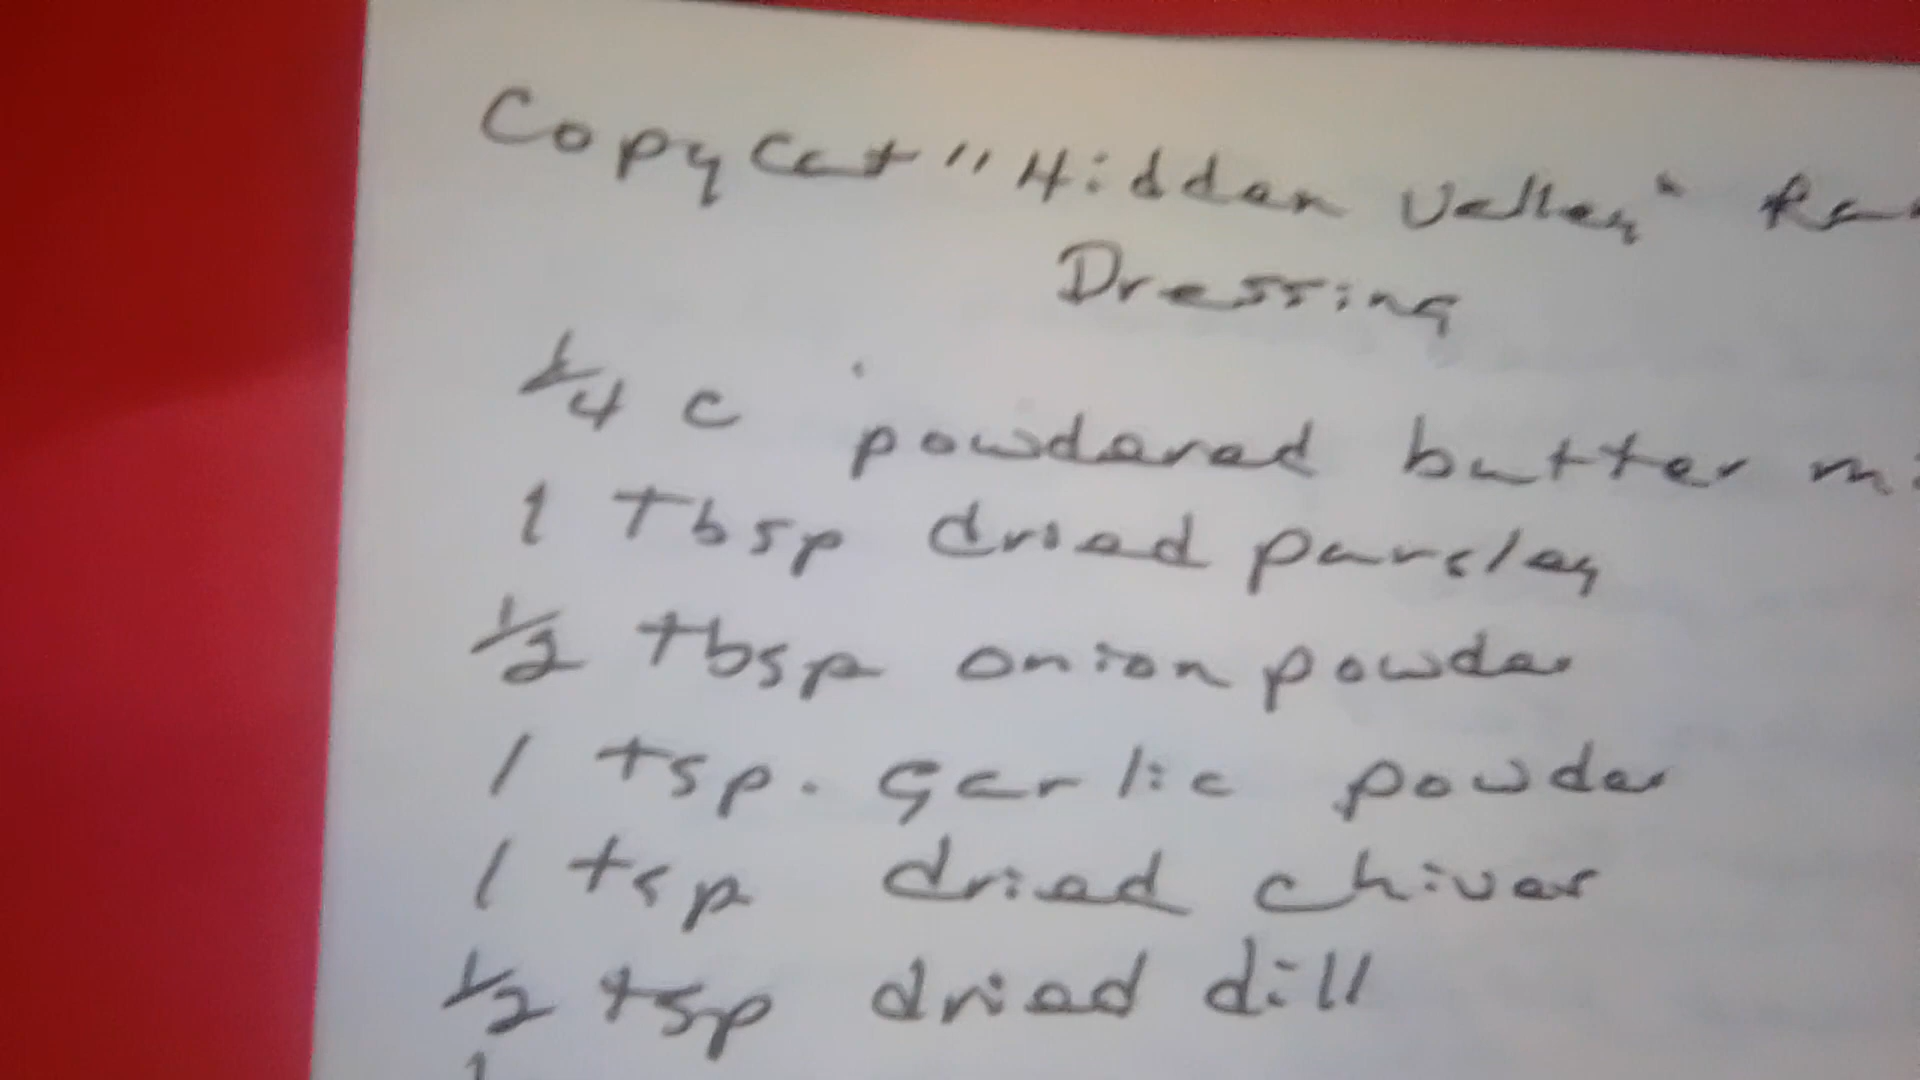 Copycat "Hidden Valley"
Dressing
1/4 c powdered butter
1 Tbsp dried parsley
1/2 tbsp onion powder
1 tsp. garlic powder
1 tsp dried chives
1/2 tsp dried dill